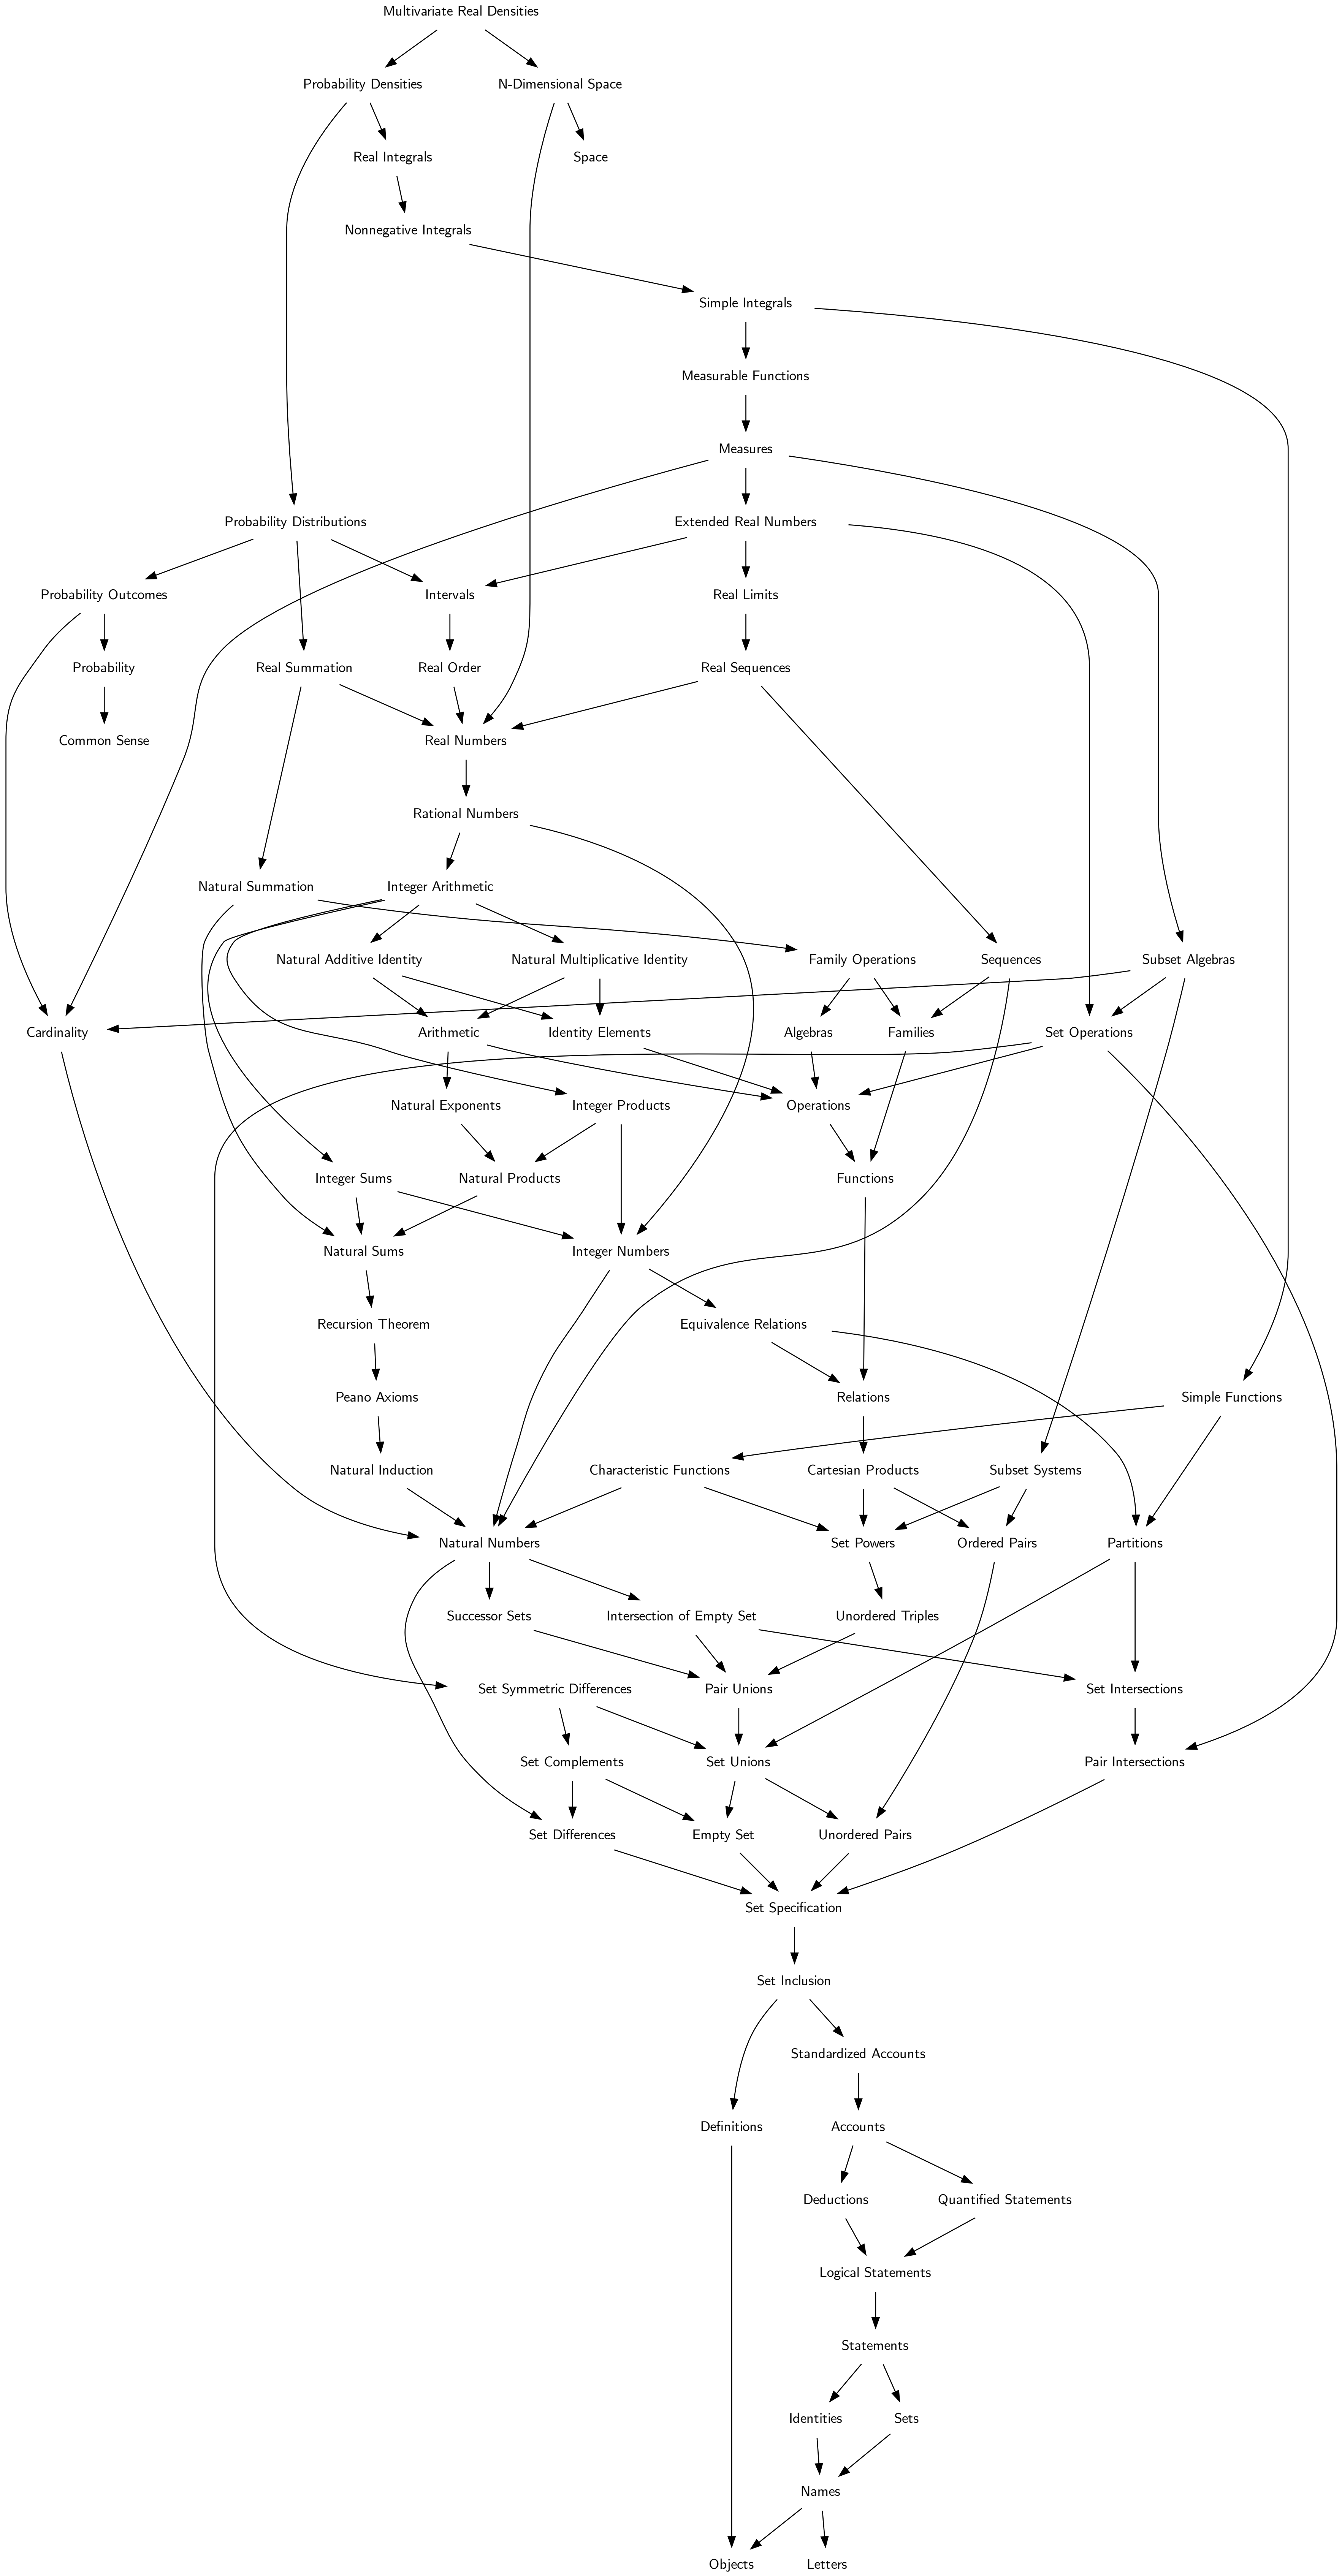 Multivariate Real Densities
Probability Densities
N-Dimensional Space
Real Integrals
Space
Nonnegative Integrals
Simple Integrals
Measurable Functions
Measures
Probability Distributions
Extended Real Numbers
Probability Outcomes
Intervals
Real Limits
Probability
Real Summation
Real Order
Real Sequences
Common Sense
Real Numbers
Rational Numbers
Natural Summation
Integer Arithmetic
Natural Additive Identity
Natural Multiplicative Identity
Family Operations
Sequences
Subset Algebras
Cardinality
Arithmetic
Identity Elements
Algebras
Families
Set Operations
Natural Exponents
Integer Products
Operations
Integer Sums
Natural Products
Functions
Natural Sums
Integer Numbers
Recursion Theorem
Equivalence Relations
Peano Axioms
Relations
Simple Functions
Natural Induction
Characteristic Functions
Cartesian Products
Subset Systems
Natural Numbers
Set Powers
Ordered Pairs
Partitions
Successor Sets
Intersection of Empty Set
Unordered Triples
Set Symmetric Differences
Pair Unions
Set Intersections
Set Complements
Set Unions
Pair Intersections
Set Differences
Empty Set
Unordered Pairs
Set Specification
Set Inclusion
Standardized Accounts
Definitions
Accounts
Deductions
Quantified Statements
Logical Statements
Statements
Identities
Sets
Names
Objects
Letters